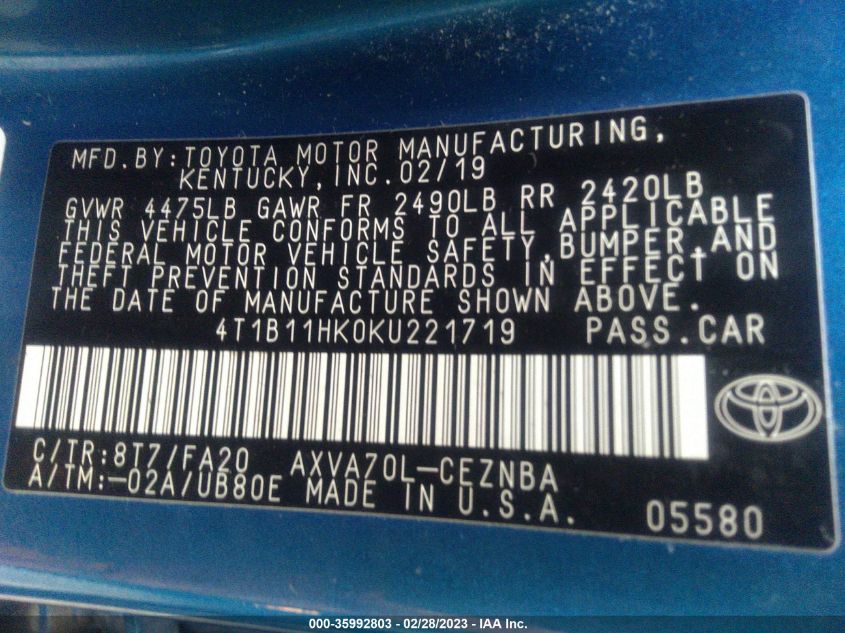 MFD.BY:TOYOTA MOTOR MANUFACTURING,
KENTUCKY,INC.02/19
GVWR 4475LB GAWR FR 2490LB RR 2420LB
THIS VEHICLE CONFORMS TO ALL APPLICABLE
FEDERAL MOTOR VEHICLE SAFETY,BUMPER,AND
THEFT PREVENTION STANDARDS IN EFFECT ON
THE DATE OF MANUFACTURE SHOWN ABOVE.
4T1B11HK0KU221719 PASS.CAR
C/TR:8T7/FA20 AXVA70L-CEZNBA
A/TM:-02A/UB80E MADE IN U.S.A. 05580
000-35992803 - 02/28/2023 - IAA Inc.